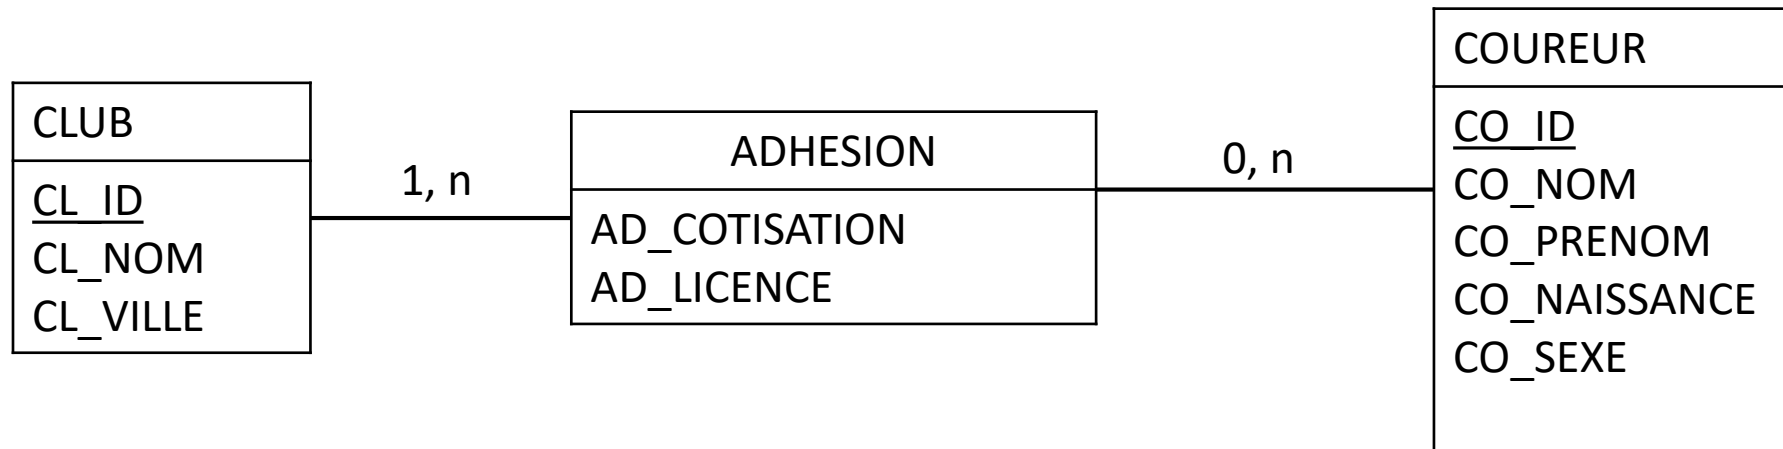 CLUB
CL_ID
CL_NOM
CL_VILLE
1, n
ADHESION
AD_COTISATION
AD_LICENCE
0, n
COUREUR
CO_ID
CO_NOM
CO_PRENOM
CO_NAISSANCE
CO_SEXE